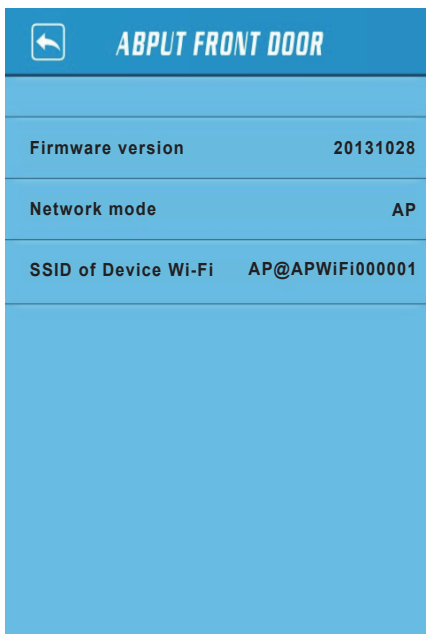 ABPUT FRONT DOOR
Firmware version 20131028
Network mode AP
SSID of Device Wi-Fi AP@APWiFi000001